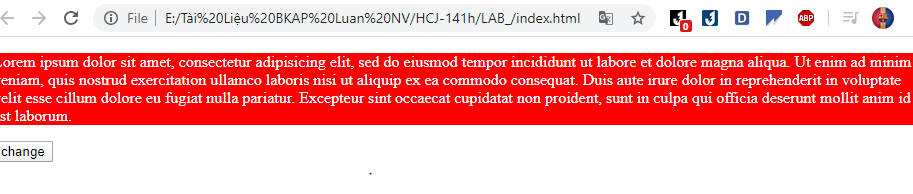 File E:/Tài%20Liệu%20BKAP%20Luan%20NV/HCJ-141h/LAB_/index.html
J 0 J D ABP
Lorem ipsum dolor sit amet, consectetur adipisicing elit, sed do eiusmod tempor incididunt ut labore et dolore magna aliqua. Ut enim ad minim
veniam, quis nostrud exercitation ullamco laboris nisi ut aliquip ex ea commodo consequat. Duis aute irure dolor in reprehenderit in voluptate
velit esse cillum dolore eu fugiat nulla pariatur. Excepteur sint occaecat cupidatat non proident, sunt in culpa qui officia deserunt mollit anim id
st laborum.
change